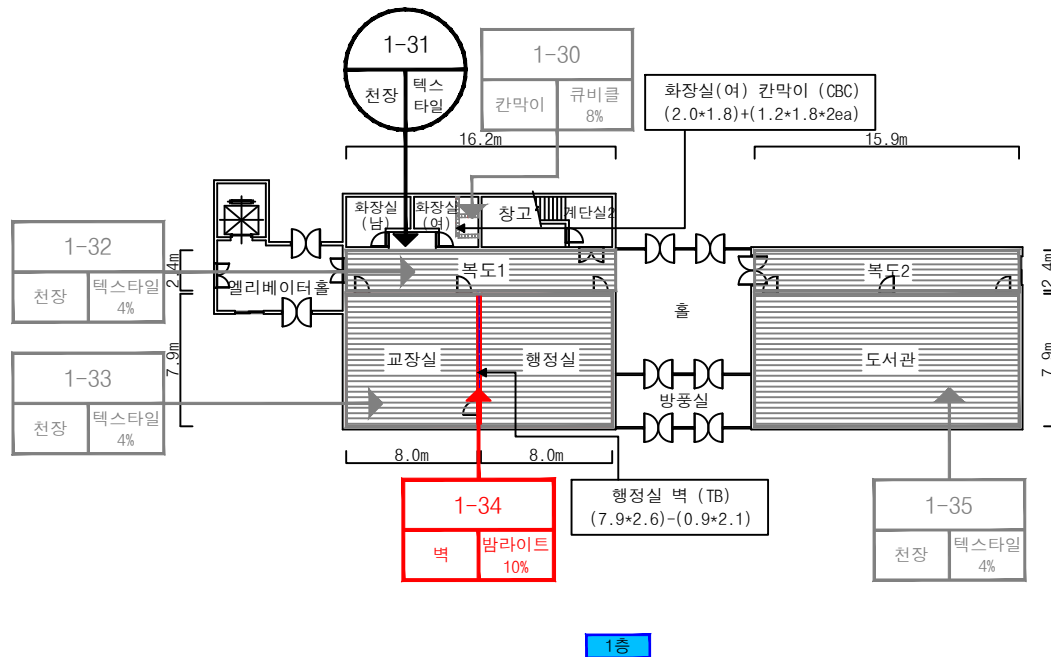 1-31
천장
텍스
타일
1-30
칸막이
큐비클
8%
화장실(여) 칸막이 (CBC)
(2.0*1.8)+(1.2*1.8*2ea)
16.2m
15.9m
화장실
(남)
화장실
(여)
창고
계단실2
1-32
천장
텍스타일
4%
2.4m
엘리베이터홀
복도1
복도2
2.4m
홀
1-33
천장
텍스타일
4%
7.9m
교장실
행정실
도서관
7.9m
방풍실
8.0m
8.0m
1-34
벽
밤라이트
10%
행정실 벽 (TB)
(7.9*2.6)-(0.9*2.1)
1-35
천장
텍스타일
4%
1층